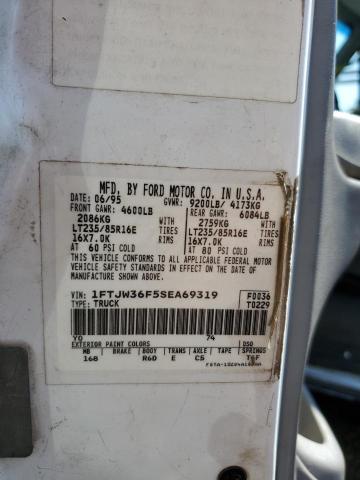 MFD. BY FORD MOTOR CO. IN U.S.A.
DATE: 06/95 GVWR: 9200LB/ 4173KG
FRONT GAWR: 4600LB REAR GAWR: 6084LB
2086KG WITH 2759KG WITH
LT235/85R16E TIRES LT235/85R16E TIRES
16X7.0K RIMS 16X7.0K RIMS
AT 60 PSI COLD AT 80 PSI COLD
THIS VEHICLE CONFORMS TO ALL APPLICABLE FEDERAL MOTOR
VEHICLE SAFETY STANDARDS IN EFFECT ON THE DATE OF
MANUFACTURE SHOWN ABOVE.
VIN: 1FTJW36F5SEA69319 F0036
TYPE: TRUCK T0229
YO 74
EXTERIOR PAINT COLORS DSO
WB BRAKE BODY TRANS AXLE TAPE SPRINGS
168 R6D E C5